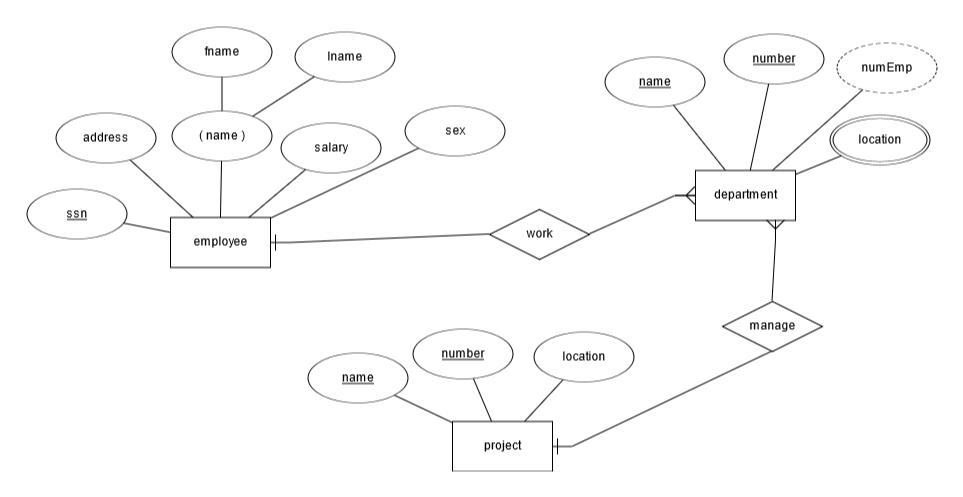 fname
lname
number
name
numEmp
address
( name )
salary
sex
location
department
ssn
employee
work
manage
name
number
location
project